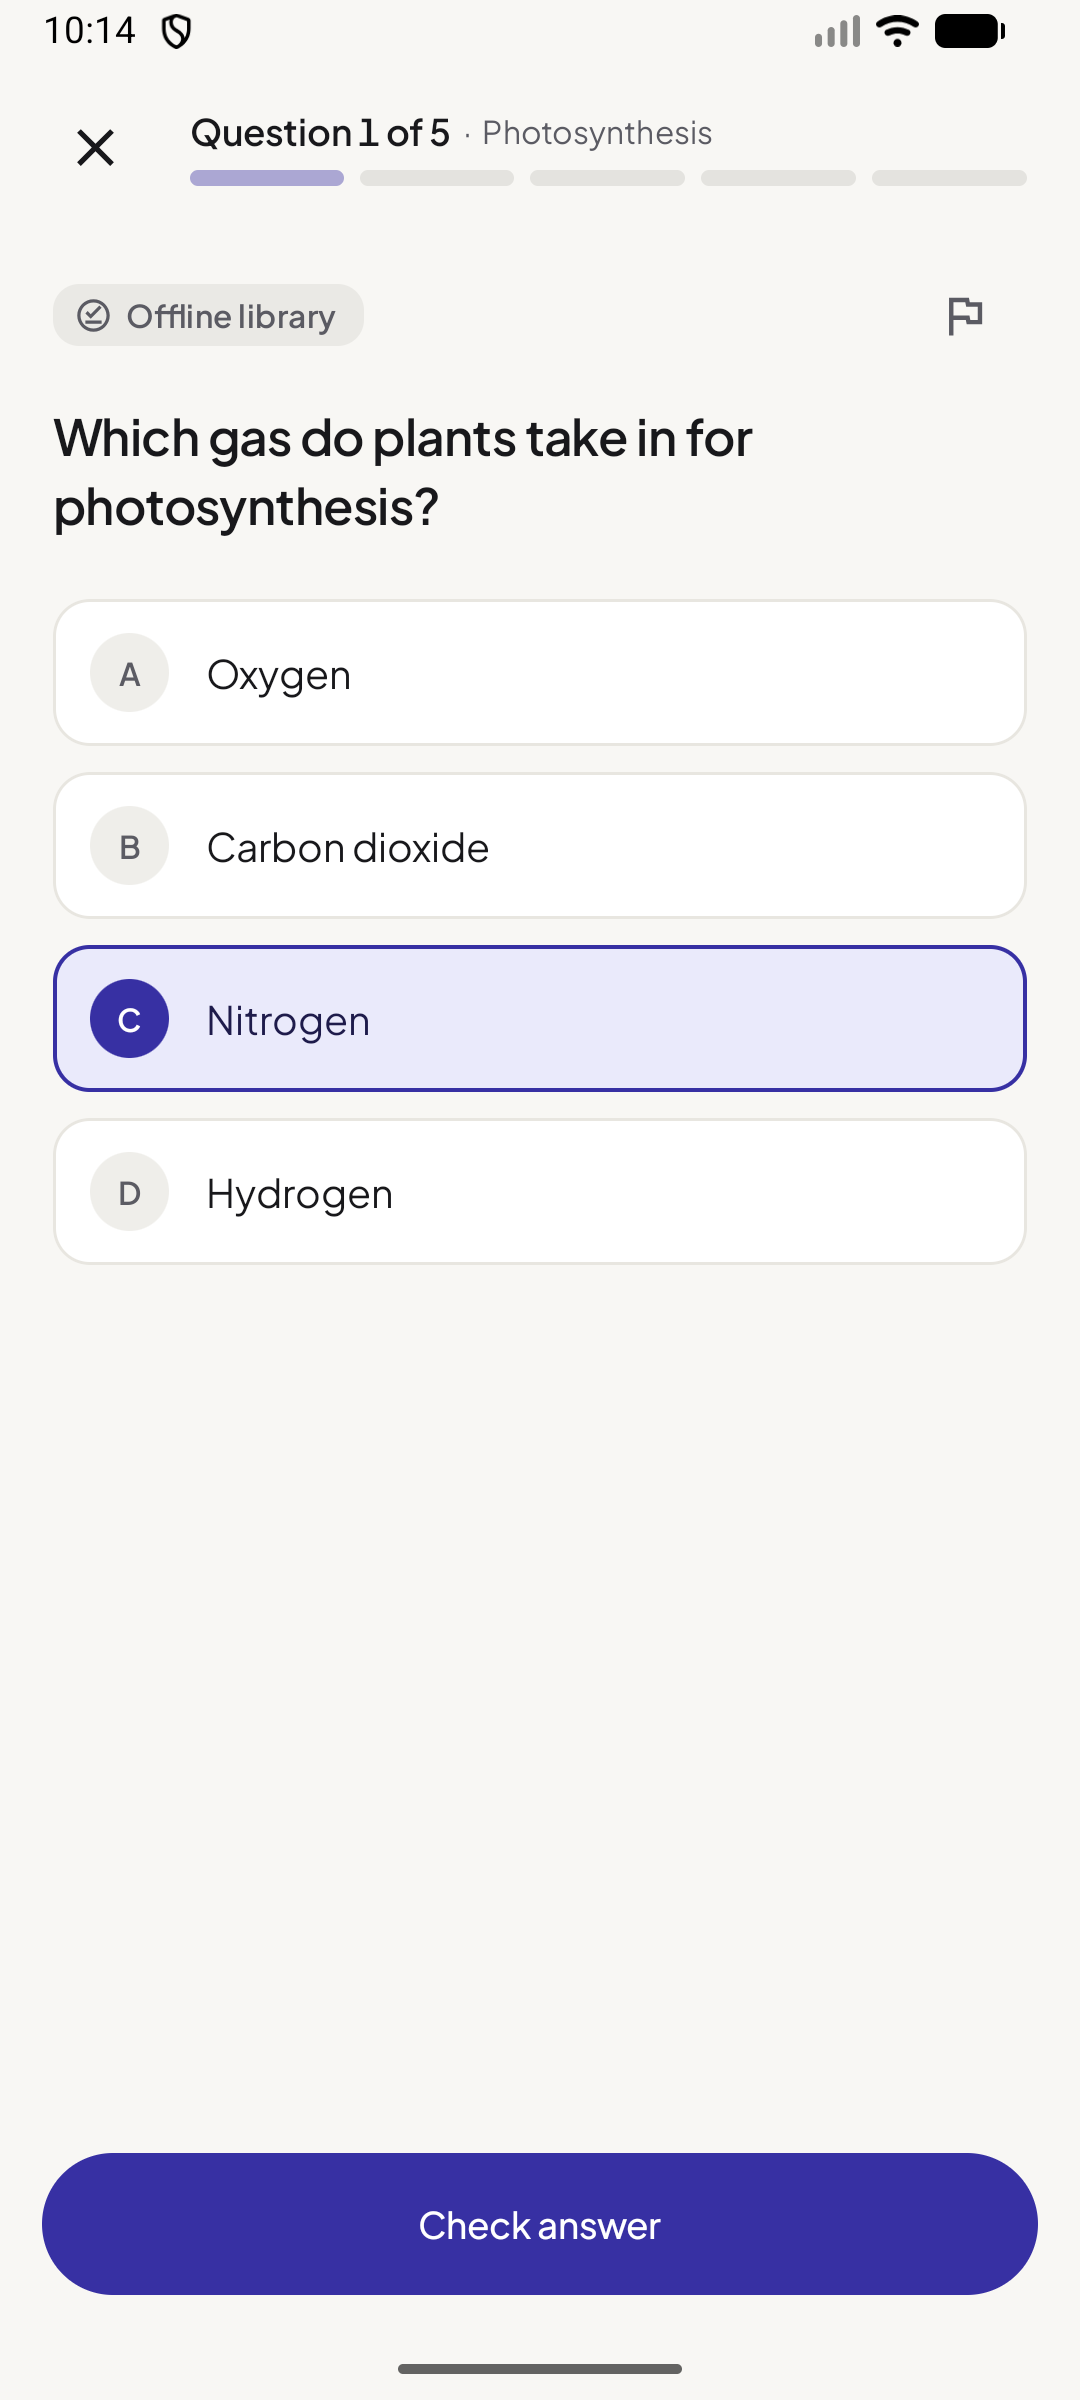 10:14
Question 1 of 5 · Photosynthesis
Offline library
Which gas do plants take in for
photosynthesis?
A Oxygen
B Carbon dioxide
C Nitrogen
D Hydrogen
Check answer